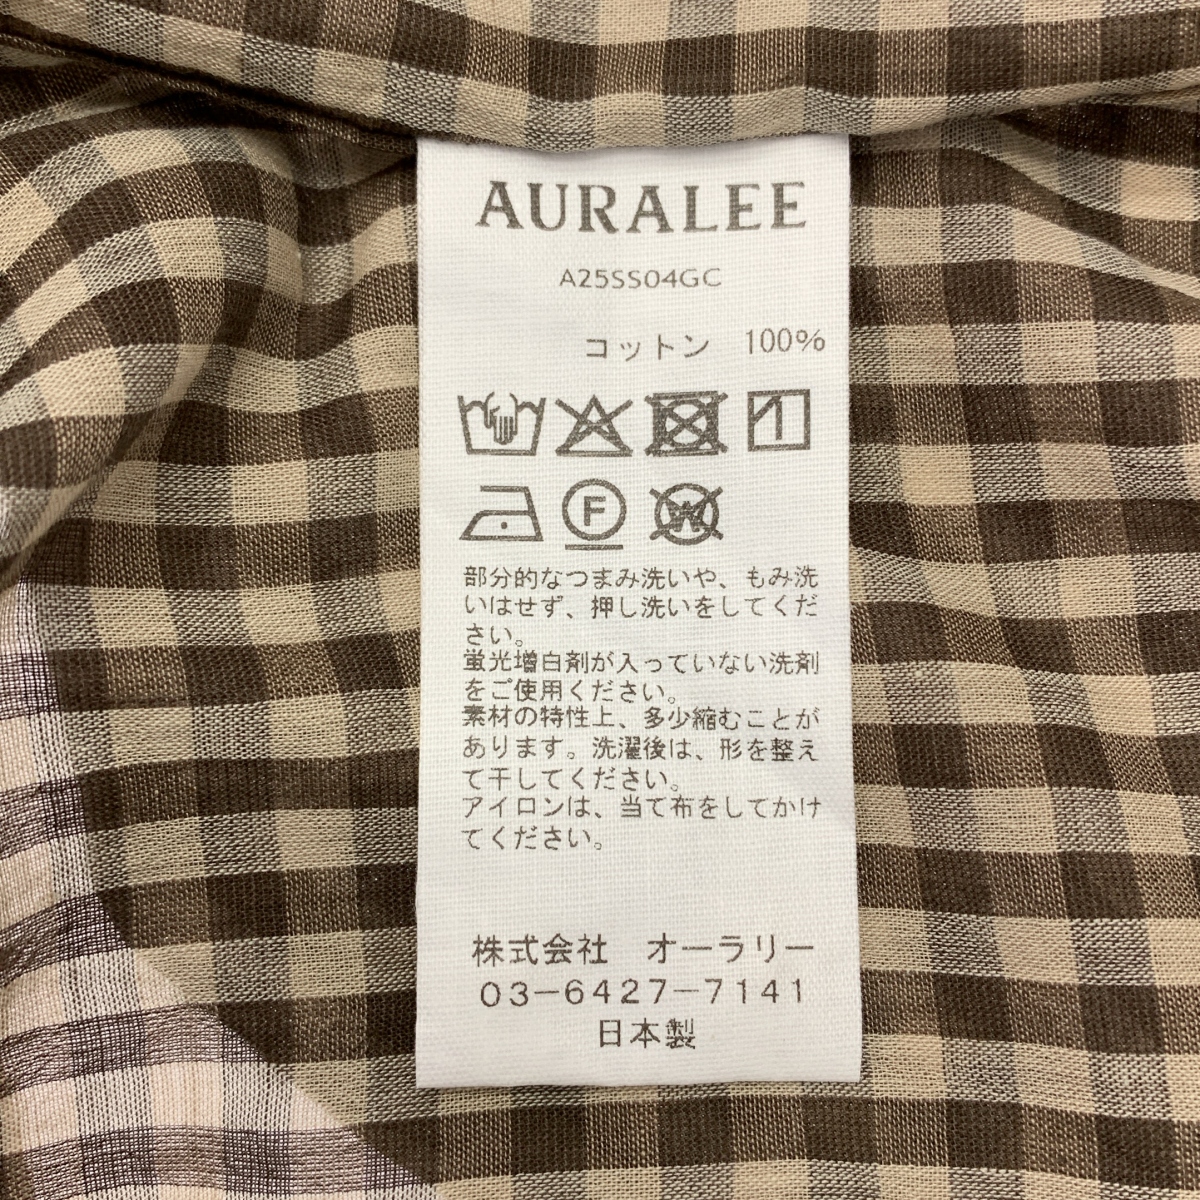 AURALEE
A25SS04GC
コットン 100%
F
W
部分的なつまみ洗いや、もみ洗
いはせず、押し洗いをしてくだ
さい。
蛍光増白剤が入っていない洗剤
をご使用ください。
素材の特性上、多少縮むことが
あります。洗濯後は、形を整え
て干してください。
アイロンは、当て布をしてかけ
てください。
株式会社 オーラリー
03-6427-7141
日本製